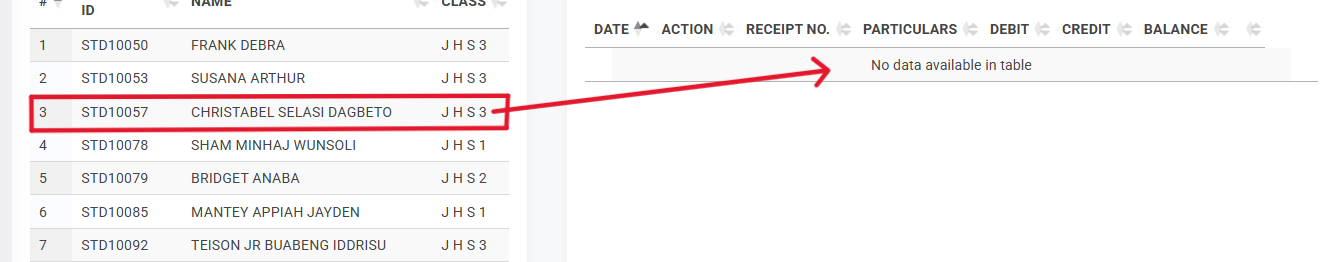 # ID NAME CLASS
1 STD10050 FRANK DEBRA J H S 3
2 STD10053 SUSANA ARTHUR J H S 3
3 STD10057 CHRISTABEL SELASI DAGBETO J H S 3
4 STD10078 SHAM MINHAJ WUNSOLI J H S 1
5 STD10079 BRIDGET ANABA J H S 2
6 STD10085 MANTEY APPIAH JAYDEN J H S 1
7 STD10092 TEISON JR BUABENG IDDRISU J H S 3
DATE ACTION RECEIPT NO. PARTICULARS DEBIT CREDIT BALANCE
No data available in table